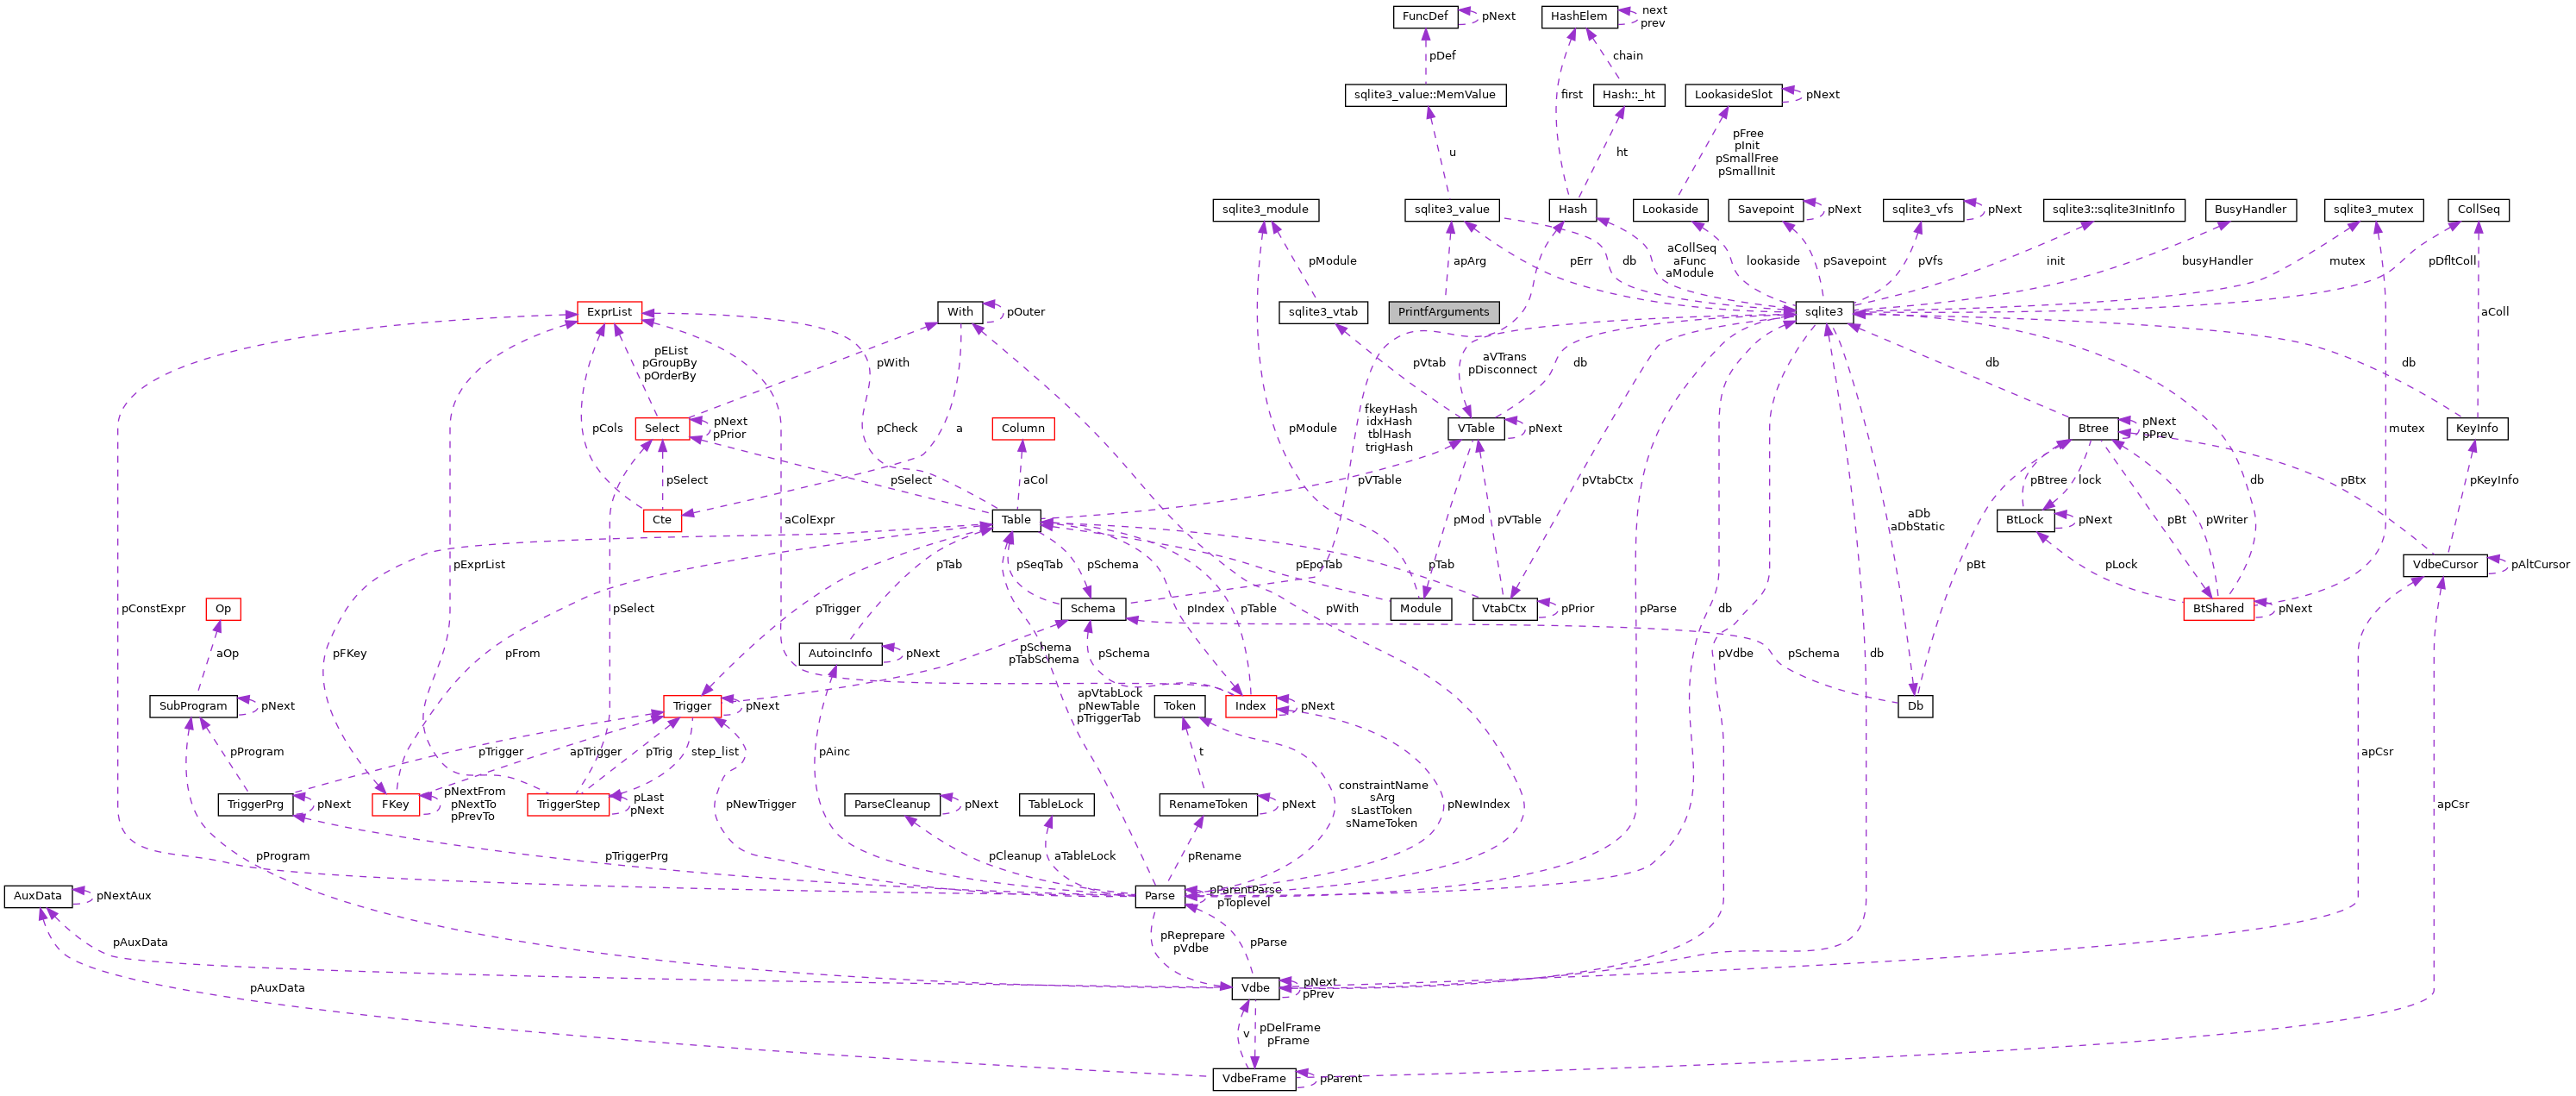 FuncDef
pNext
HashElem
next
prev
pDef
chain
sqlite3_value::MemValue
first
Hash::_ht
LookasideSlot
pNext
u
ht
pFree
pInit
pSmallFree
pSmallInit
sqlite3_module
sqlite3_value
Hash
Lookaside
Savepoint
pNext
sqlite3_vfs
pNext
sqlite3::sqlite3InitInfo
BusyHandler
sqlite3_mutex
CollSeq
pModule
apArg
pErr
db
aCollSeq
aFunc
aModule
lookaside
pSavepoint
pVfs
init
busyHandler
mutex
pDfltColl
ExprList
With
pOuter
sqlite3_vtab
PrintfArguments
sqlite3
aColl
pEList
pGroupBy
pOrderBy
pWith
pVtab
aVTrans
pDisconnect
db
db
db
Select
pNext
pPrior
pCols
pCheck
a
Column
pModule
fkeyHash
idxHash
tblHash
trigHash
VTable
pNext
Btree
pNext
pPrev
mutex
KeyInfo
pSelect
pSelect
aCol
pVTable
pVtabCtx
pBtree
lock
db
pBtx
pKeyInfo
Cte
aColExpr
Table
pMod
pVTable
aDb
aDbStatic
BtLock
pNext
pBt
pWriter
pExprList
pTab
pSeqTab
pSchema
pEpoTab
pTab
pBt
pLock
VdbeCursor
pAltCursor
pConstExpr
Op
pSelect
pTrigger
Schema
pIndex
pTable
pWith
Module
VtabCtx
pPrior
pParse
db
BtShared
pNext
aOp
pFKey
pFrom
AutoincInfo
pNext
pSchema
pTabSchema
pSchema
pVdbe
db
pSchema
SubProgram
pNext
Trigger
pNext
apVtabLock
pNewTable
pTriggerTab
Token
Index
pNext
Db
pProgram
pTrigger
apTrigger
pTrig
step_list
pAinc
t
apCsr
TriggerPrg
pNext
FKey
pNextFrom
pNextTo
pPrevTo
TriggerStep
pLast
pNext
pNewTrigger
ParseCleanup
pNext
TableLock
RenameToken
pNext
constraintName
sArg
sLastToken
sNameToken
pNewIndex
apCsr
pProgram
pTriggerPrg
pCleanup
aTableLock
pRename
AuxData
pNextAux
Parse
pParentParse
pToplevel
pAuxData
pReprepare
pVdbe
pParse
pAuxData
Vdbe
pNext
pPrev
v
pDelFrame
pFrame
VdbeFrame
pParent